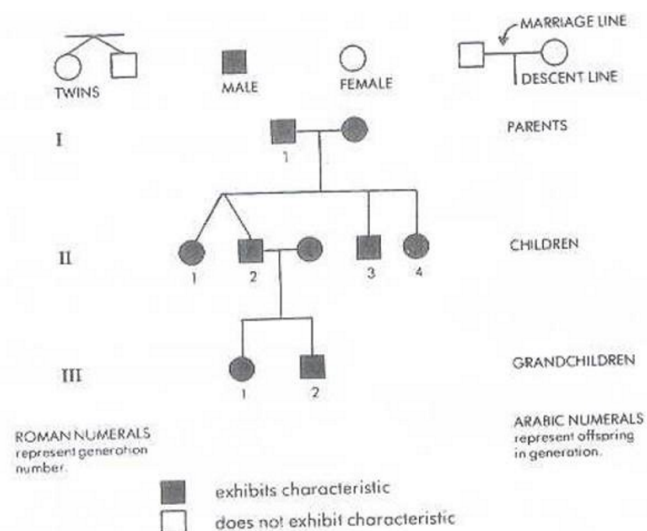 MARRIAGE LINE
TWINS
MALE
FEMALE
DESCENT LINE
I
PARENTS
1
II
CHILDREN
1
2
3
4
III
GRANDCHILDREN
1
2
ROMAN NUMERALS
represent generation
number.
ARABIC NUMERALS
represent offspring
in generation.
exhibits characteristic
does not exhibit characteristic